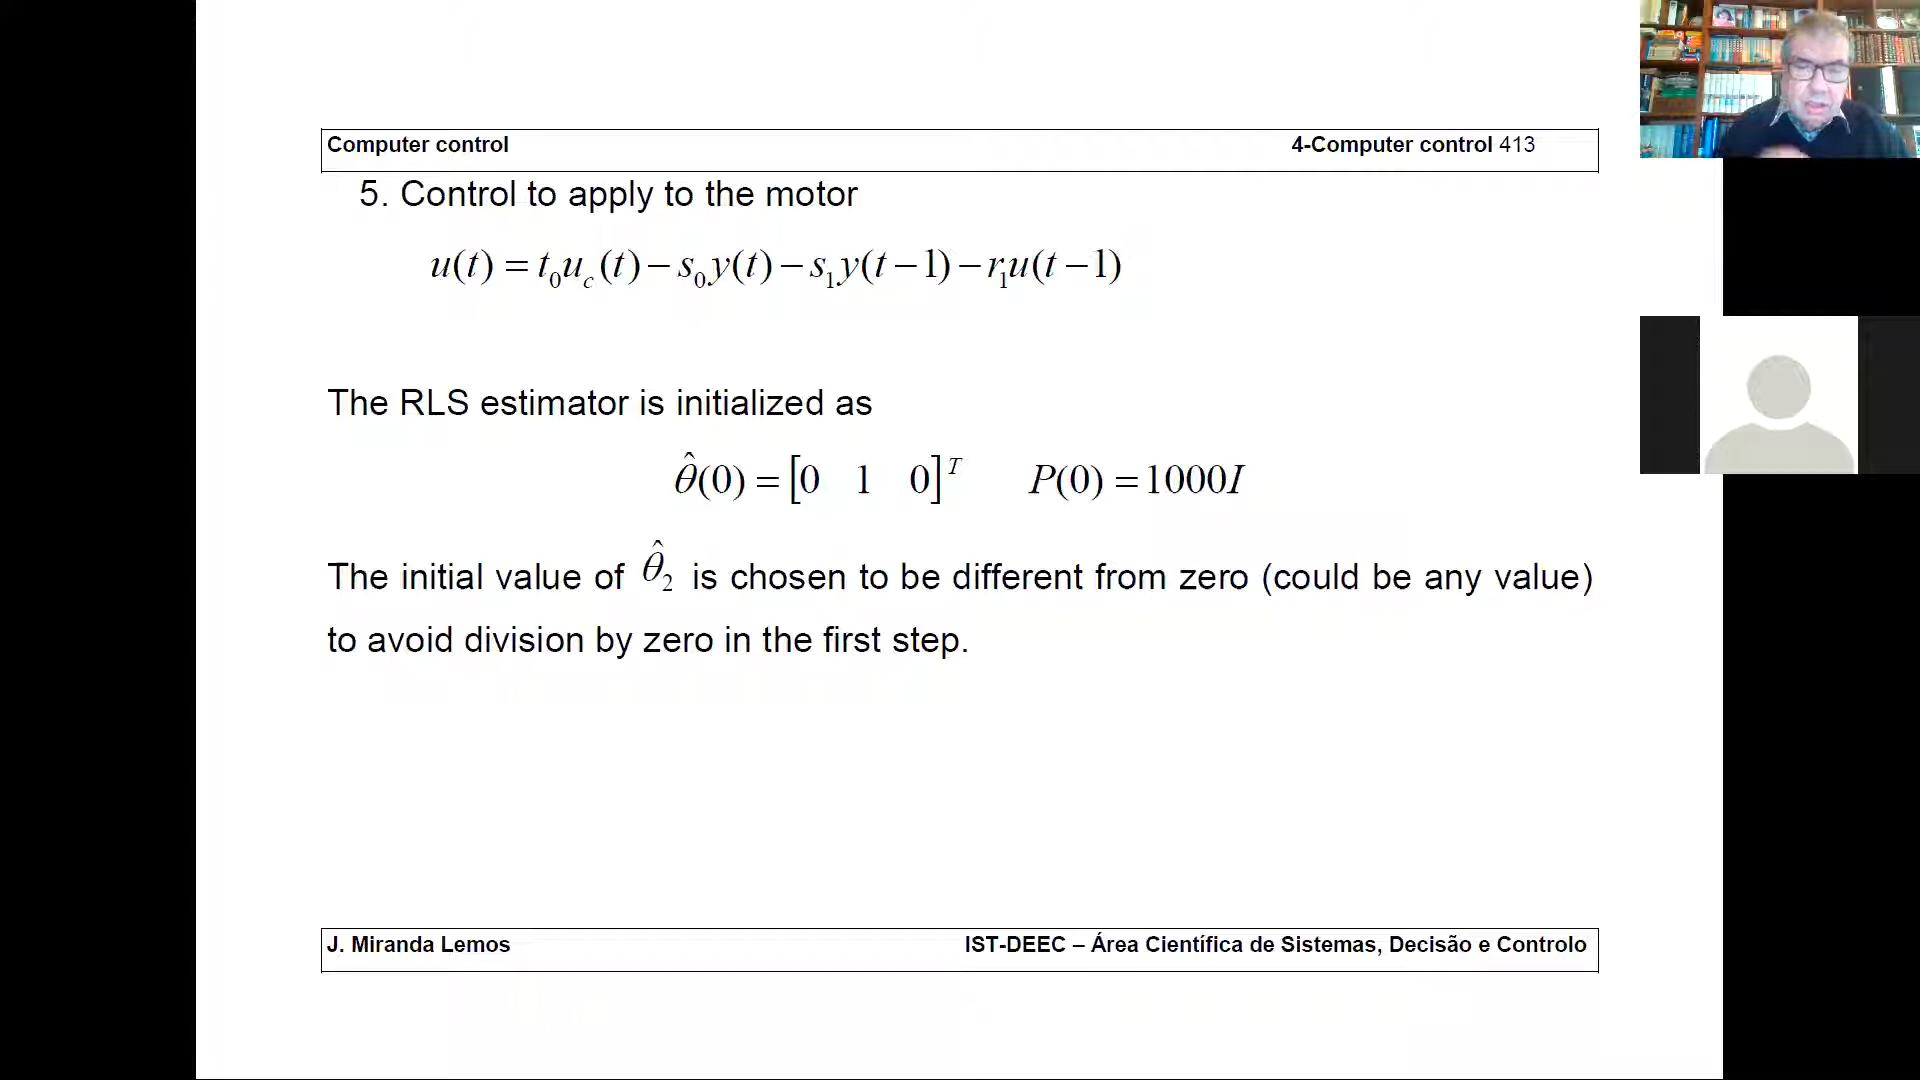 Computer control 4-Computer control 413
5. Control to apply to the motor
u(t) = t₀u_c(t) − s₀y(t) − s₁y(t − 1) − r₁u(t − 1)
The RLS estimator is initialized as
θ̂(0) = [0 1 0]ᵀ P(0) = 1000I
The initial value of θ̂₂ is chosen to be different from zero (could be any value)
to avoid division by zero in the first step.
J. Miranda Lemos IST-DEEC – Área Científica de Sistemas, Decisão e Controlo